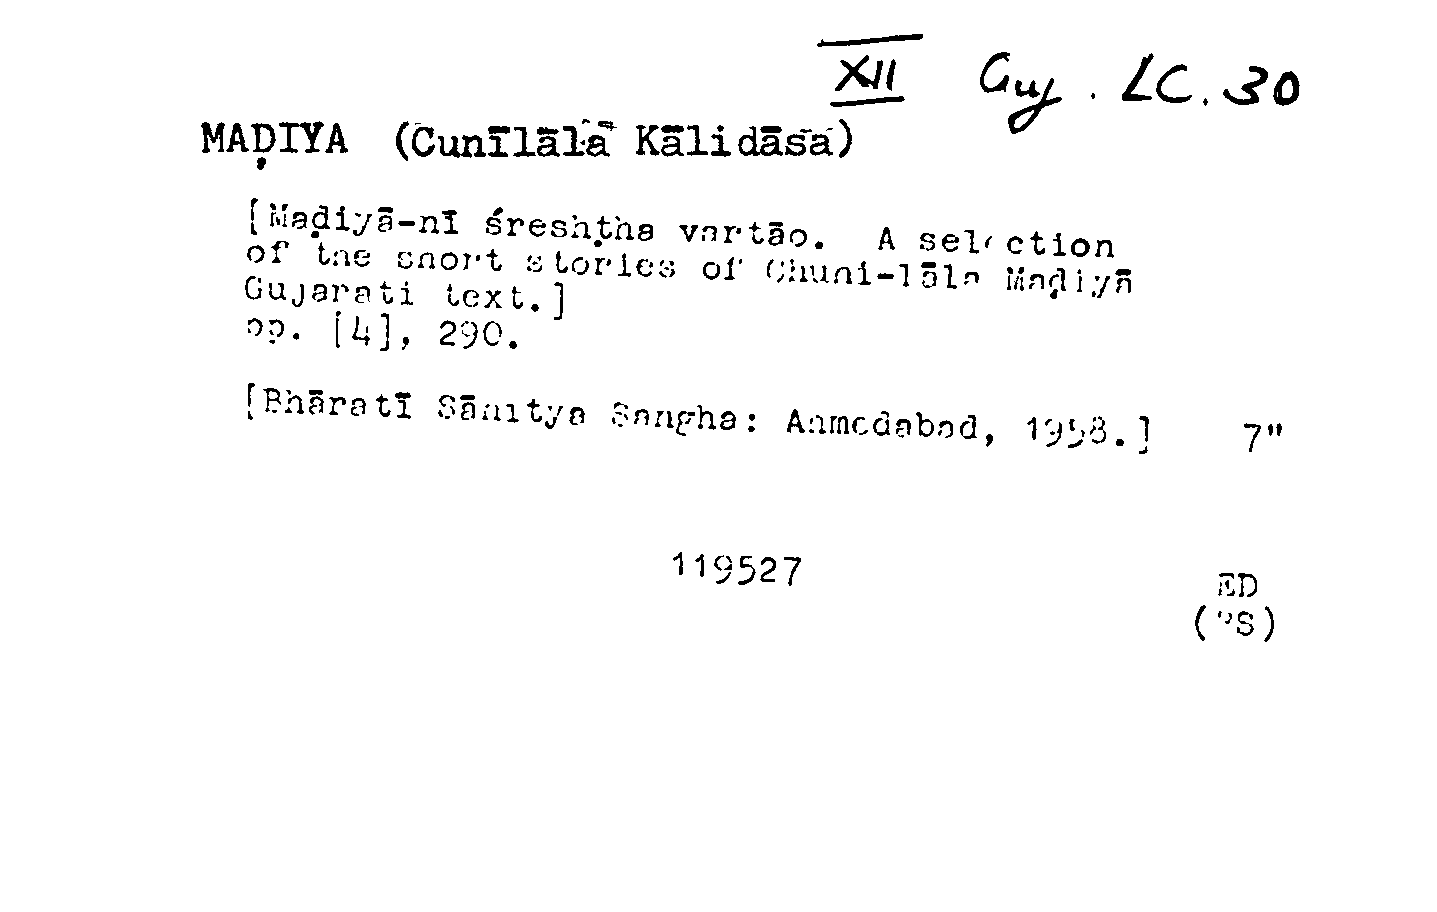 XII Guj. LC. 30
MAḌIYA (Cunīlāla Kālidāsa)
[Maḍiyā-nī śreshṭha vartāo. A selection
of the short stories of Chuni-lāla Maḍiyā
Gujarati text.]
pp. [4], 290.
[Bhāratī Sāhitya Sangha: Ahmedabad, 1958.] 7"
119527
ED
(PS)